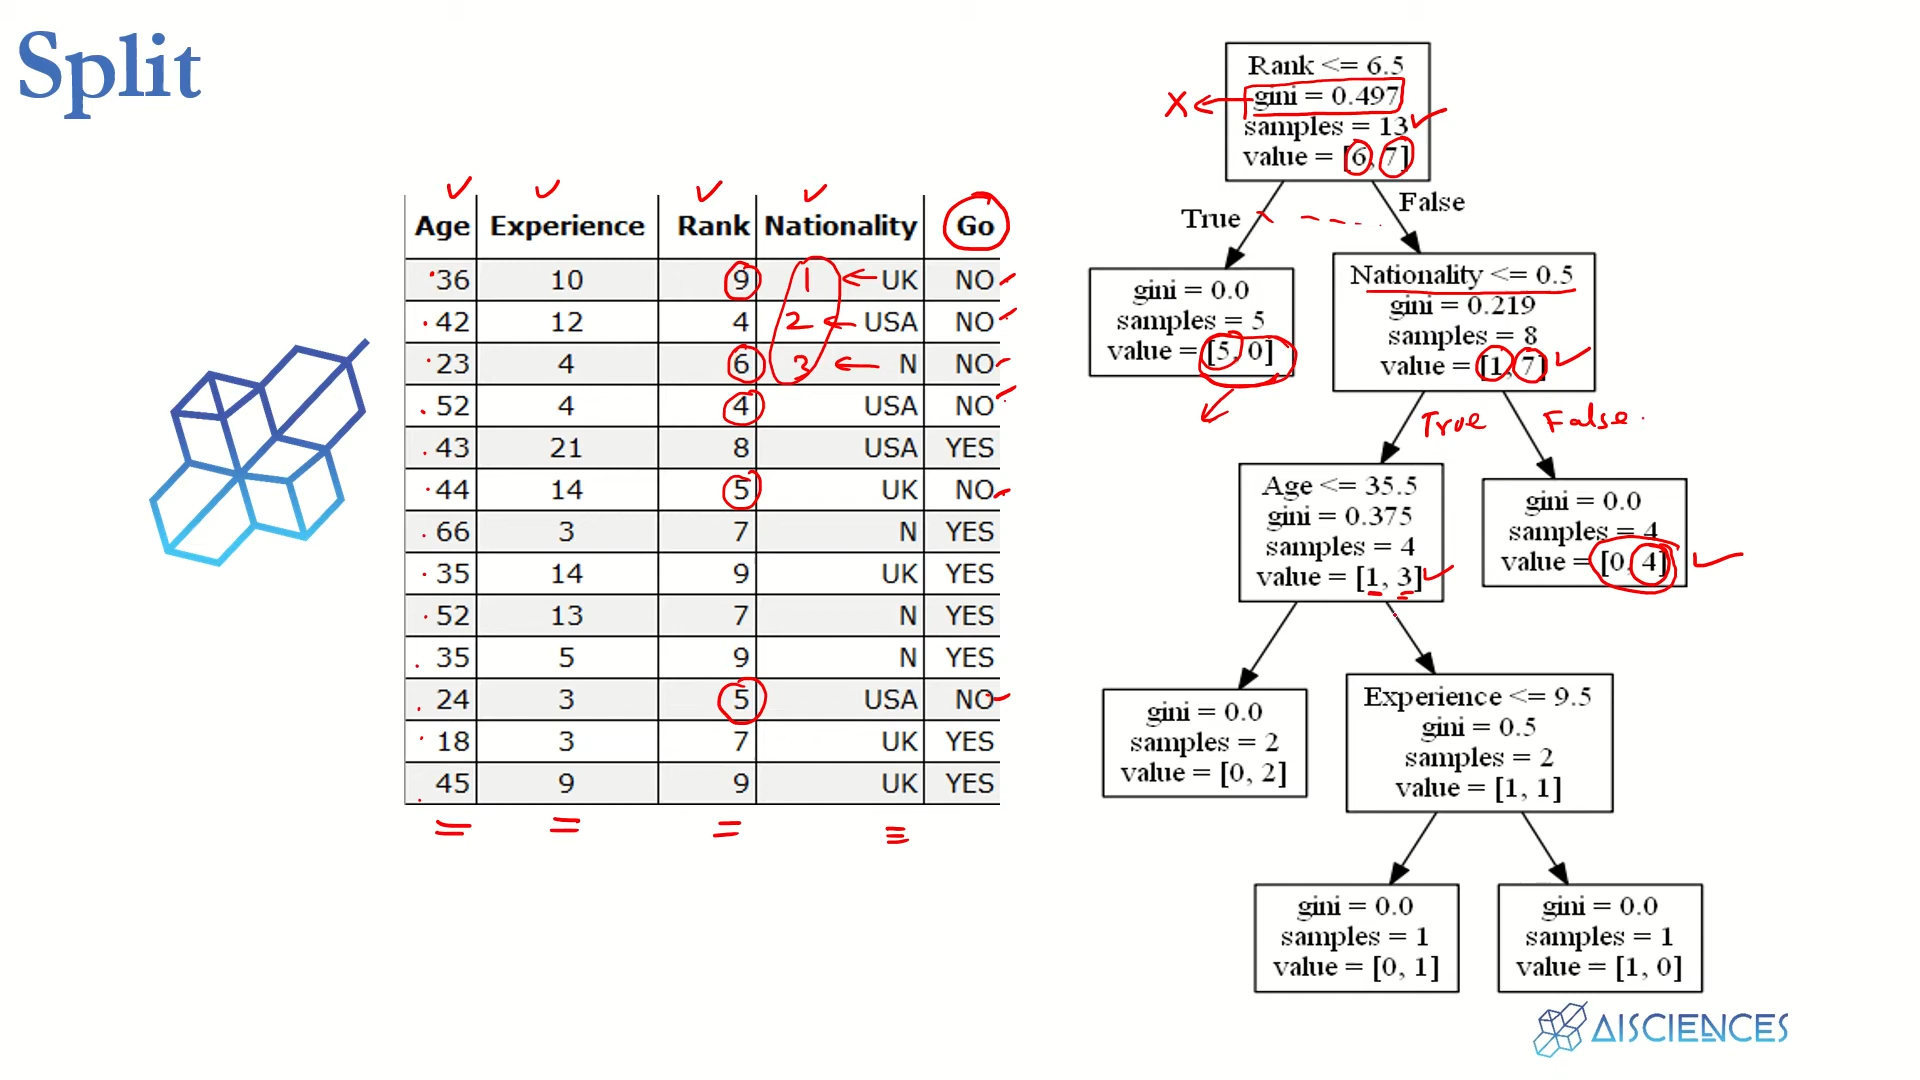 Split
Age Experience Rank Nationality Go
36 10 9 1 UK NO
42 12 4 2 USA NO
23 4 6 3 N NO
52 4 4 USA NO
43 21 8 USA YES
44 14 5 UK NO
66 3 7 N YES
35 14 9 UK YES
52 13 7 N YES
35 5 9 N YES
24 3 5 USA NO
18 3 7 UK YES
45 9 9 UK YES
Rank <= 6.5
X gini = 0.497
samples = 13
value = [6, 7]
True
False
gini = 0.0
samples = 5
value = [5, 0]
Nationality <= 0.5
gini = 0.219
samples = 8
value = [1, 7]
True
False
Age <= 35.5
gini = 0.375
samples = 4
value = [1, 3]
gini = 0.0
samples = 4
value = [0, 4]
gini = 0.0
samples = 2
value = [0, 2]
Experience <= 9.5
gini = 0.5
samples = 2
value = [1, 1]
gini = 0.0
samples = 1
value = [0, 1]
gini = 0.0
samples = 1
value = [1, 0]
AISCIENCES